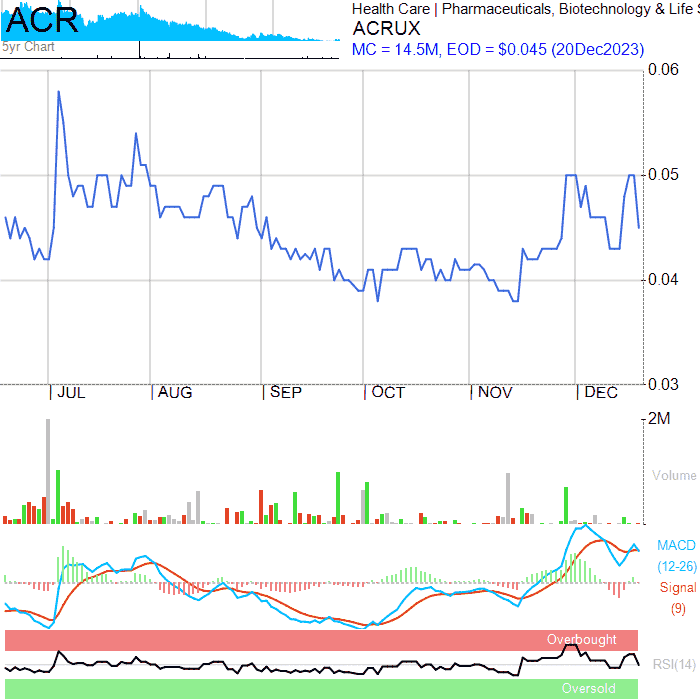 ACR
5yr Chart
Health Care | Pharmaceuticals, Biotechnology & Life S
ACRUX
MC = 14.5M, EOD = $0.045 (20Dec2023)
0.06
0.05
0.04
0.03
JUL AUG SEP OCT NOV DEC
2M
Volume
MACD
(12-26)
Signal
(9)
Overbought
RSI(14)
Oversold